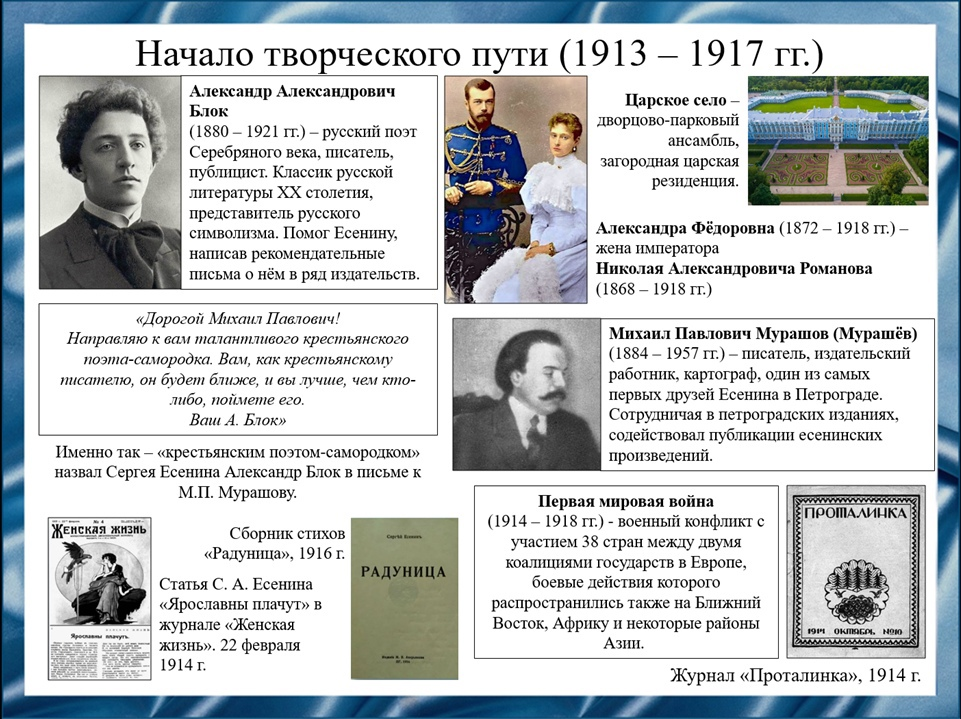 Начало творческого пути (1913 – 1917 гг.)
Александр Александрович
Блок
(1880 – 1921 гг.) – русский поэт
Серебряного века, писатель,
публицист. Классик русской
литературы XX столетия,
представитель русского
символизма. Помог Есенину,
написав рекомендательные
письма о нём в ряд издательств.
Царское село –
дворцово-парковый
ансамбль,
загородная царская
резиденция.
Александра Фёдоровна (1872 – 1918 гг.) –
жена императора
Николая Александровича Романова
(1868 – 1918 гг.)
«Дорогой Михаил Павлович!
Направляю к вам талантливого крестьянского
поэта-самородка. Вам, как крестьянскому
писателю, он будет ближе, и вы лучше, чем кто-
либо, поймете его.
Ваш А. Блок»
Михаил Павлович Мурашов (Мурашёв)
(1884 – 1957 гг.) – писатель, издательский
работник, картограф, один из самых
первых друзей Есенина в Петрограде.
Сотрудничая в петроградских изданиях,
содействовал публикации есенинских
произведений.
Именно так – «крестьянским поэтом-самородком»
назвал Сергея Есенина Александр Блок в письме к
М.П. Мурашову.
№ 4
Женская жизнь
Ярославны плачутъ.
Сборник стихов
«Радуница», 1916 г.
Статья С. А. Есенина
«Ярославны плачут» в
журнале «Женская
жизнь». 22 февраля
1914 г.
Сергѣй Есенинъ.
РАДУНИЦА
Первая мировая война
(1914 – 1918 гг.) - военный конфликт с
участием 38 стран между двумя
коалициями государств в Европе,
боевые действия которого
распространились также на Ближний
Восток, Африку и некоторые районы
Азии.
ПРОТАЛИНКА
1914 ОКТЯБРЬ №10
Журнал «Проталинка», 1914 г.